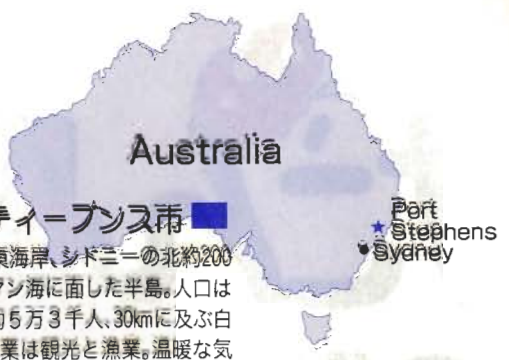 Australia
ティーブンス市
Port
Stephens
Sydney
東海岸、シドニーの北約200
マン海に面した半島。人口は
約5万3千人、30kmに及ぶ白
業は観光と漁業。温暖な気